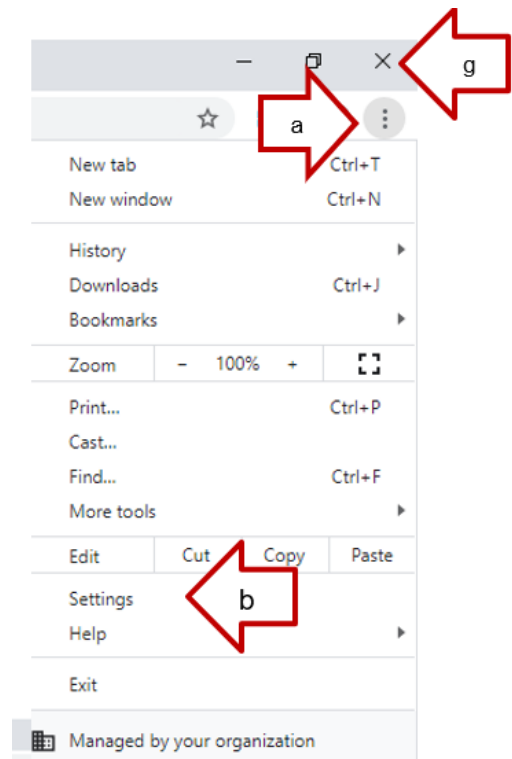 g
a
New tab Ctrl+T
New window Ctrl+N
History
Downloads Ctrl+J
Bookmarks
Zoom - 100% +
Print... Ctrl+P
Cast...
Find... Ctrl+F
More tools
Edit Cut Copy Paste
Settings b
Help
Exit
Managed by your organization